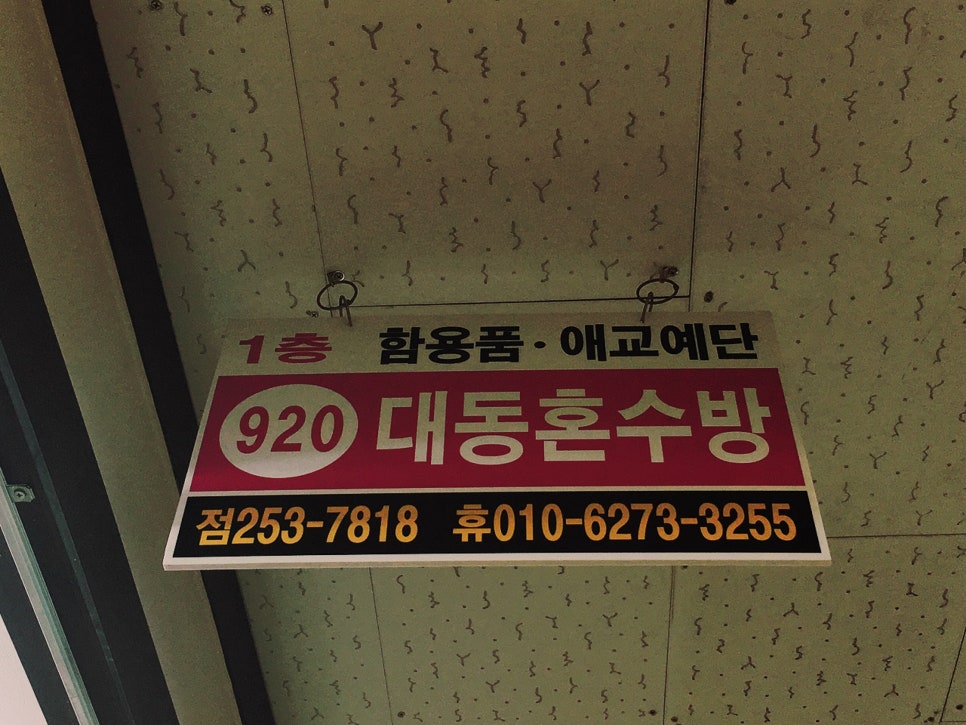 1층 함용품·애교예단
920 대동혼수방
점253-7818 휴010-6273-3255